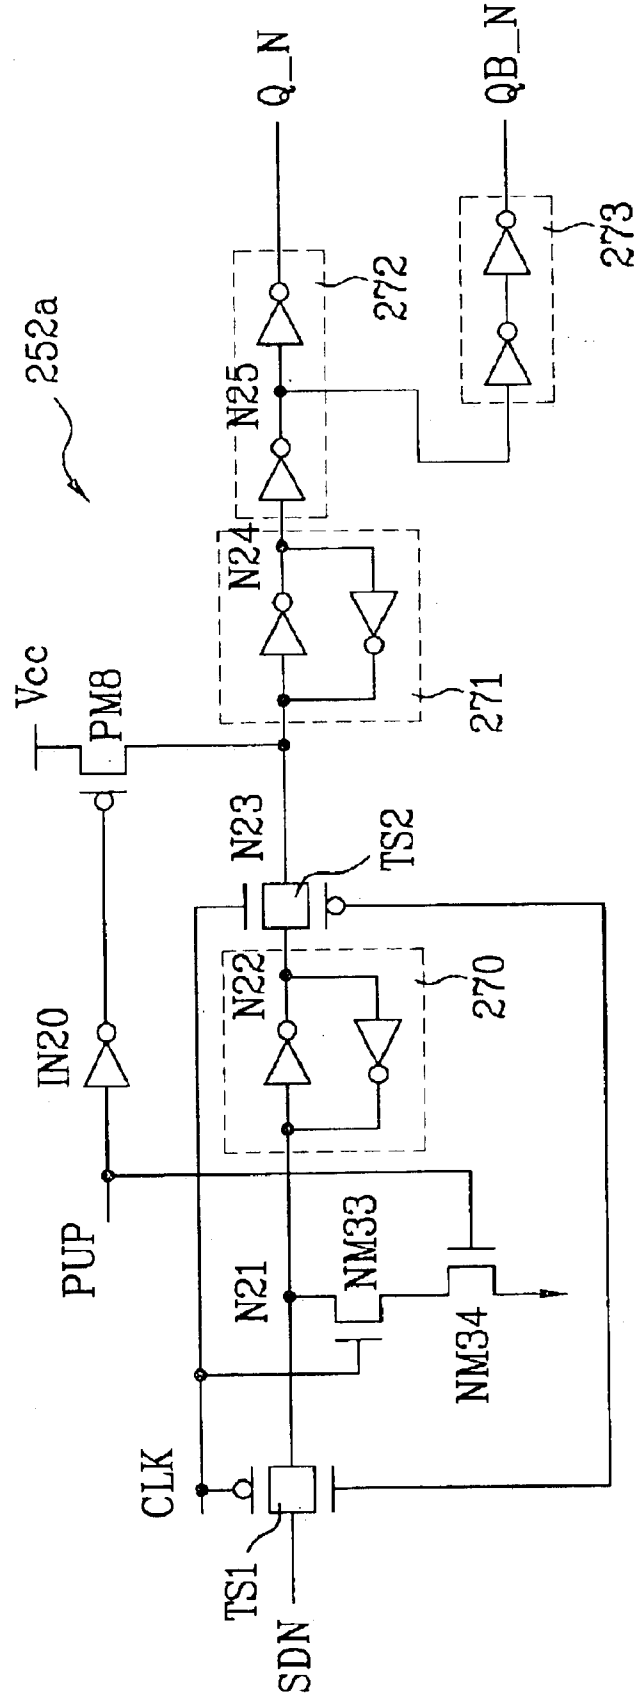 252a
Vcc
PM8
IN20
PUP
CLK
SDN
TS1
N21
NM33
NM34
N22
270
N23
TS2
271
N24
N25
272
Q_N
273
QB_N